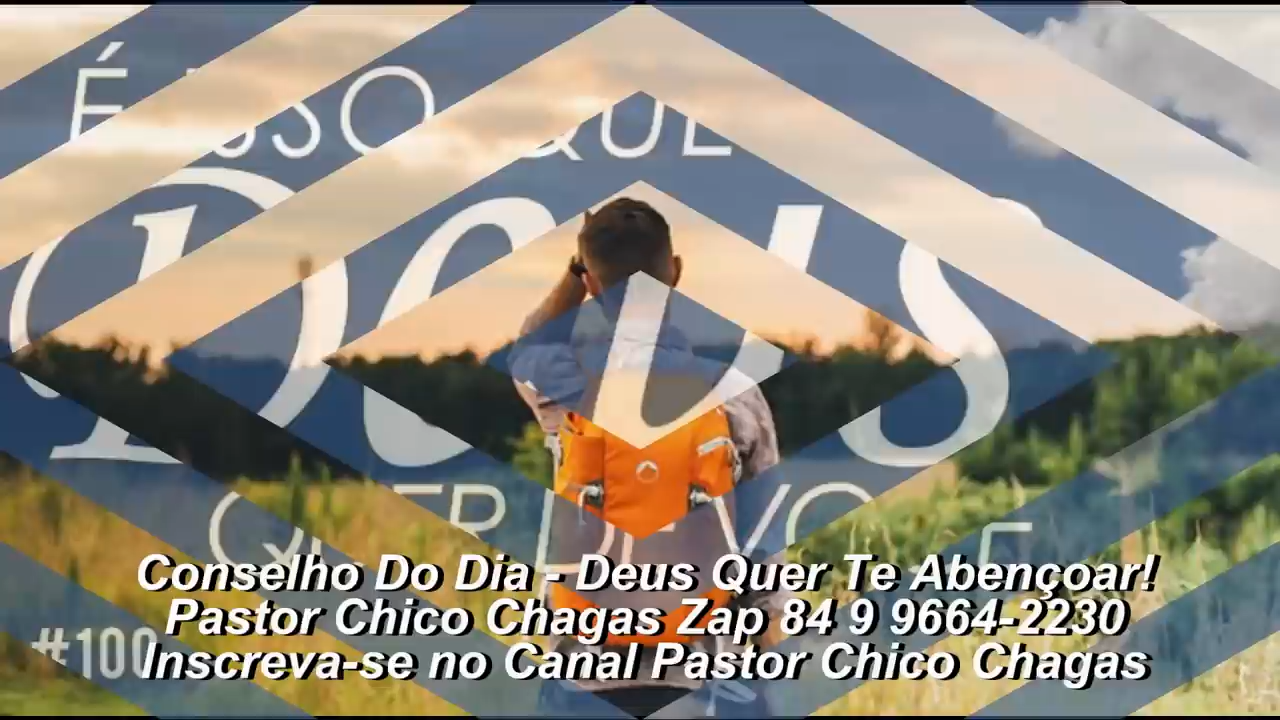 É ISSO QUE
Deus
QUER DE VOCÊ
Conselho Do Dia - Deus Quer Te Abençoar!
Pastor Chico Chagas Zap 84 9 9664-2230
#100
Inscreva-se no Canal Pastor Chico Chagas